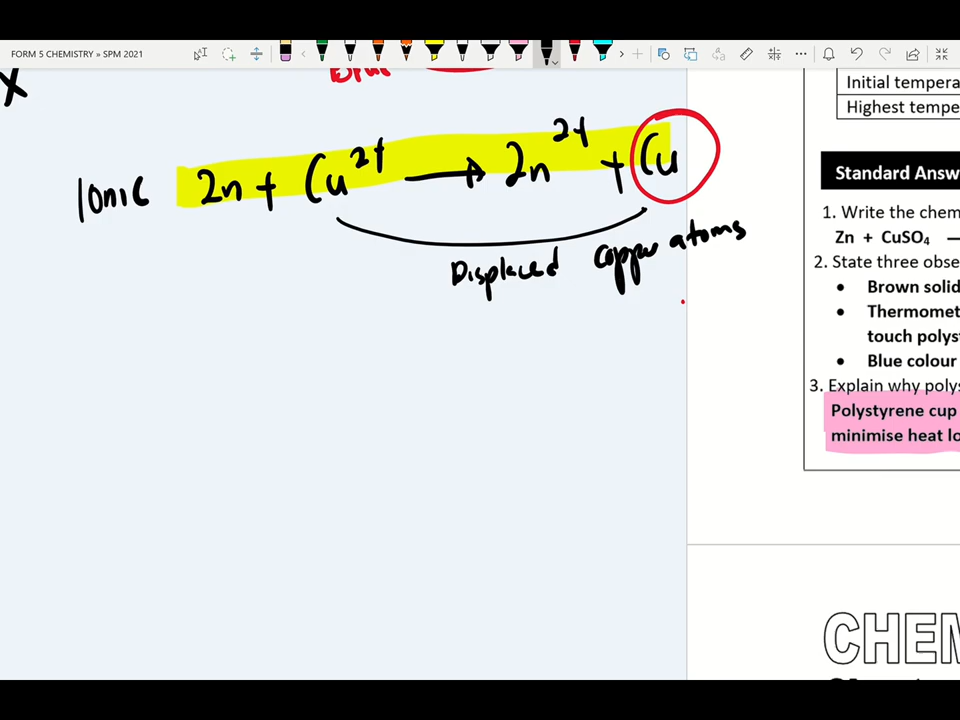 FORM 5 CHEMISTRY » SPM 2021
X
Ionic Zn + Cu²⁺ → Zn²⁺ + Cu
Displaced copper atoms
Initial tempera
Highest tempe
Standard Answ
1. Write the chem
Zn + CuSO₄ —
2. State three obse
• Brown solid
• Thermomet
touch polyst
• Blue colour
3. Explain why polys
Polystyrene cup
minimise heat lo
CHEM